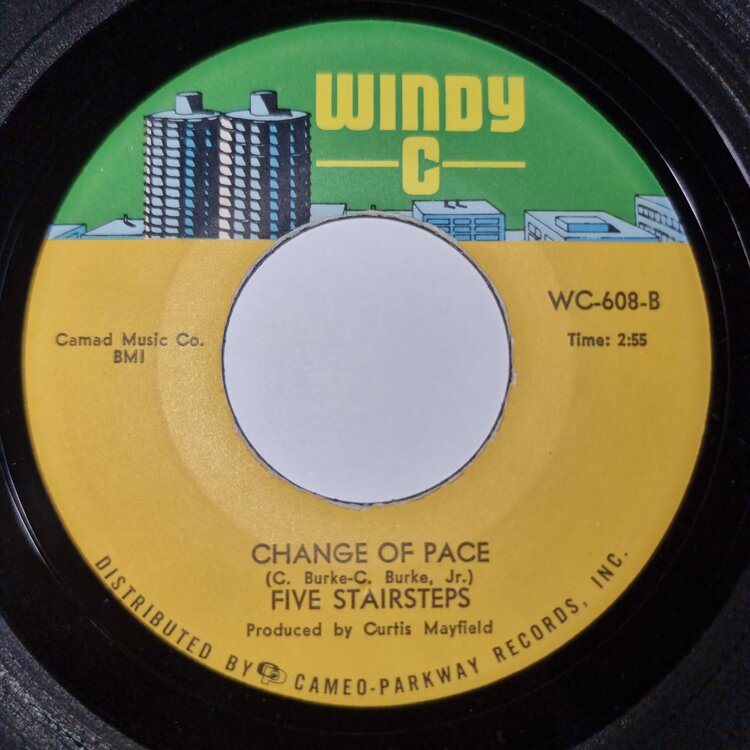 WINDY
C
WC-608-B
Camad Music Co.
BMI
Time: 2:55
CHANGE OF PACE
(C. Burke-C. Burke, Jr.)
FIVE STAIRSTEPS
Produced by Curtis Mayfield
DISTRIBUTED BY CP CAMEO-PARKWAY RECORDS, INC.